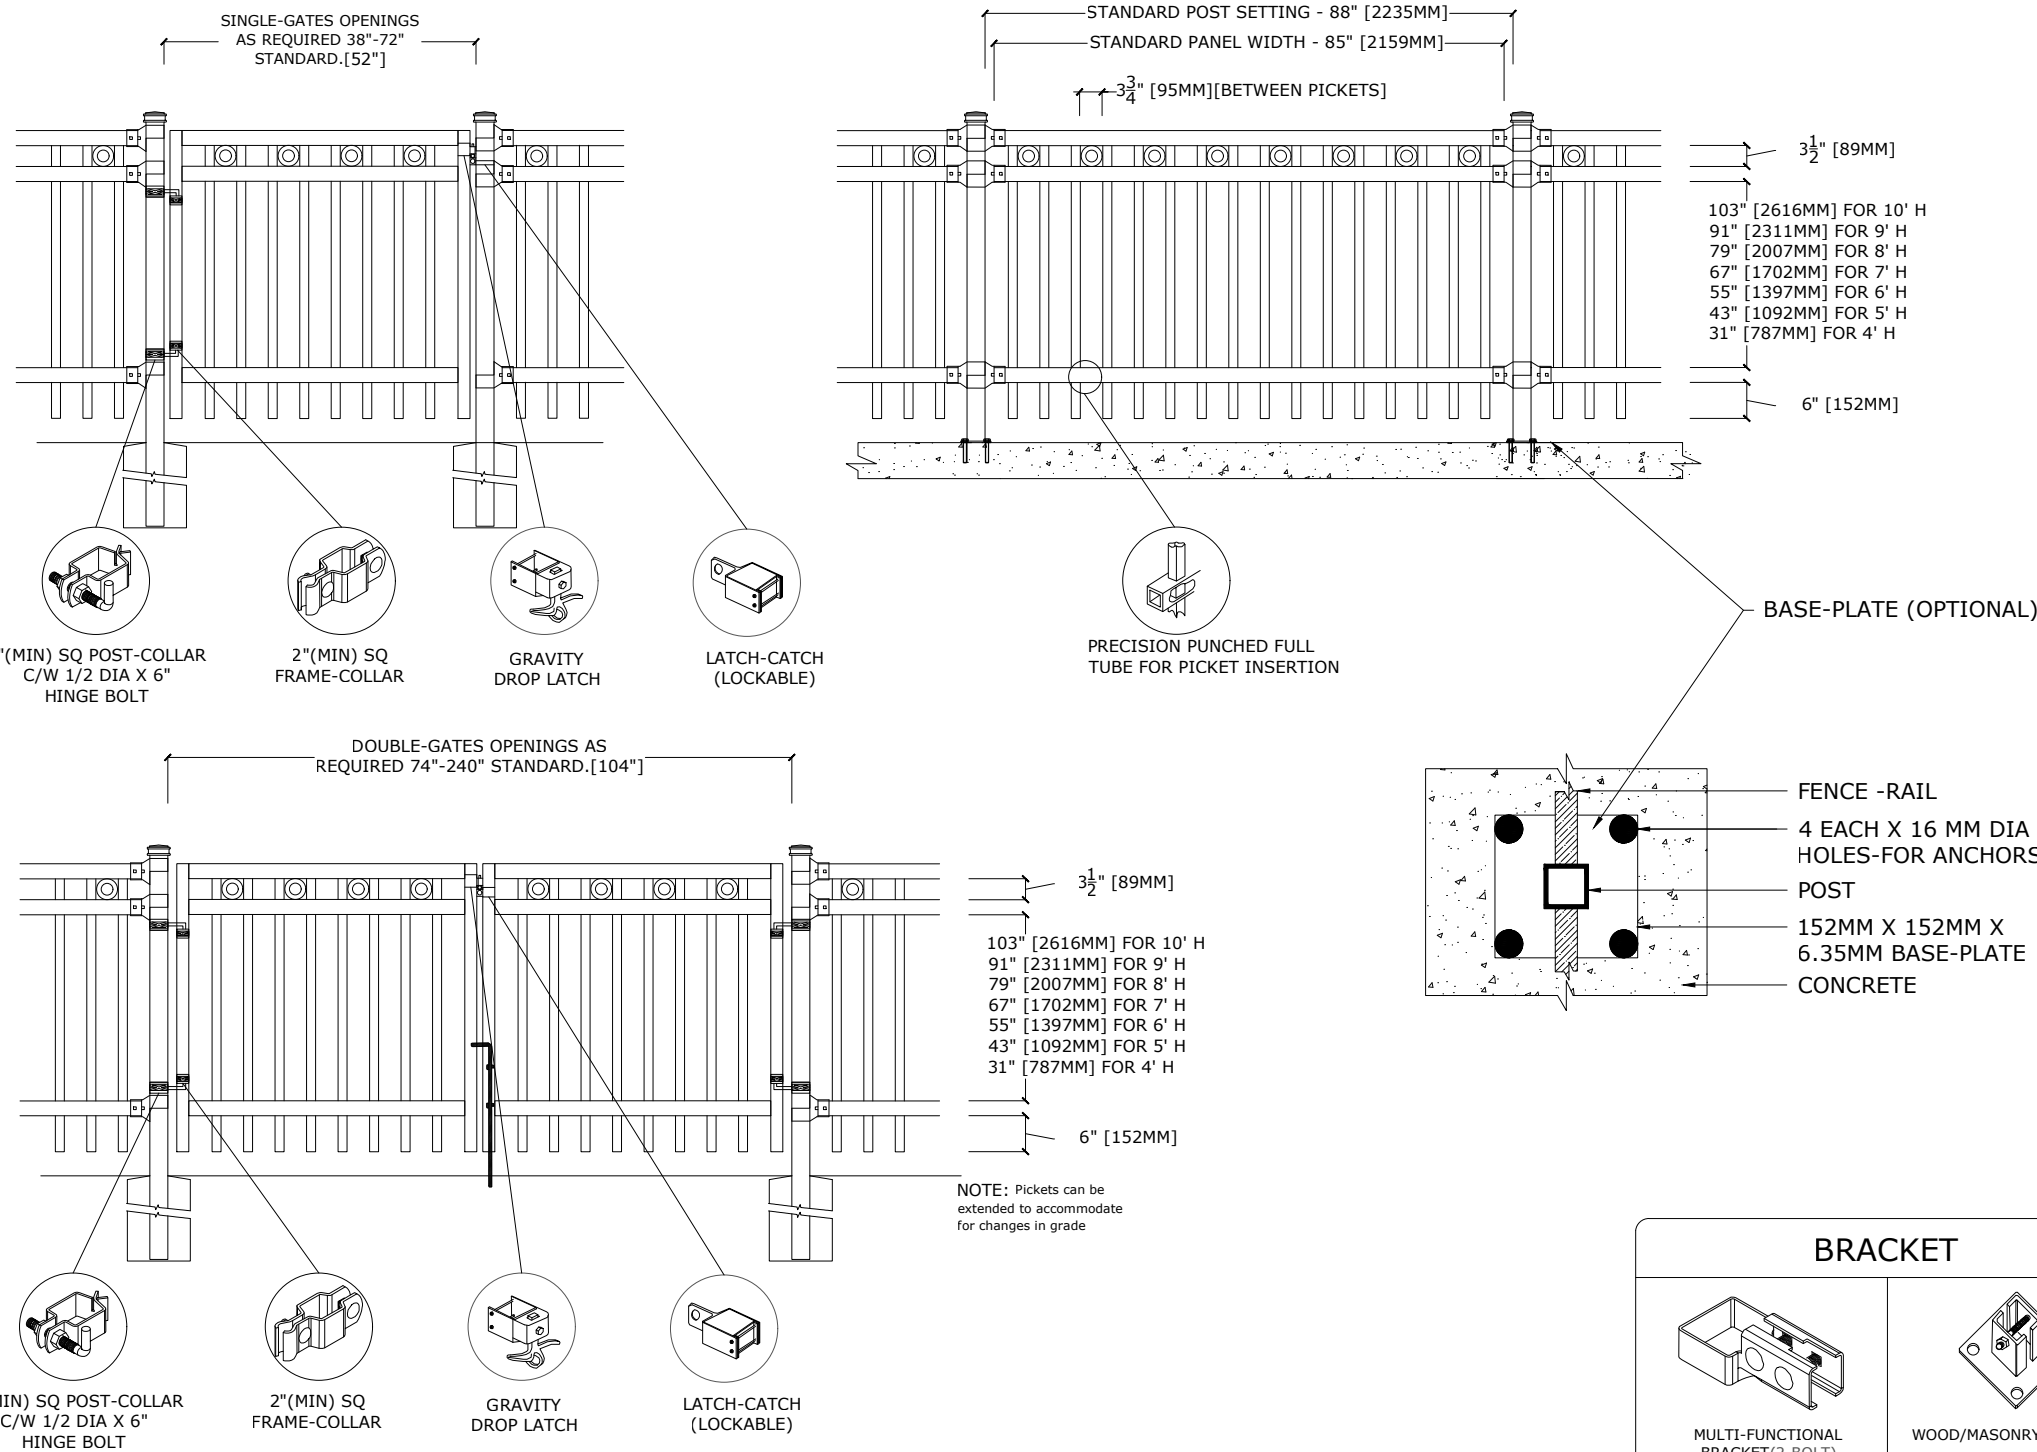 SINGLE-GATES OPENINGS
AS REQUIRED 38"-72"
STANDARD.[52"]
STANDARD POST SETTING - 88" [2235MM]
STANDARD PANEL WIDTH - 85" [2159MM]
3 3/4" [95MM][BETWEEN PICKETS]
3 1/2" [89MM]
103" [2616MM] FOR 10' H
91" [2311MM] FOR 9' H
79" [2007MM] FOR 8' H
67" [1702MM] FOR 7' H
55" [1397MM] FOR 6' H
43" [1092MM] FOR 5' H
31" [787MM] FOR 4' H
6" [152MM]
"(MIN) SQ POST-COLLAR
C/W 1/2 DIA X 6"
HINGE BOLT
2"(MIN) SQ
FRAME-COLLAR
GRAVITY
DROP LATCH
LATCH-CATCH
(LOCKABLE)
PRECISION PUNCHED FULL
TUBE FOR PICKET INSERTION
BASE-PLATE (OPTIONAL)
DOUBLE-GATES OPENINGS AS
REQUIRED 74"-240" STANDARD.[104"]
FENCE -RAIL
4 EACH X 16 MM DIA
HOLES-FOR ANCHORS
POST
152MM X 152MM X
6.35MM BASE-PLATE
CONCRETE
3 1/2" [89MM]
103" [2616MM] FOR 10' H
91" [2311MM] FOR 9' H
79" [2007MM] FOR 8' H
67" [1702MM] FOR 7' H
55" [1397MM] FOR 6' H
43" [1092MM] FOR 5' H
31" [787MM] FOR 4' H
6" [152MM]
NOTE: Pickets can be
extended to accommodate
for changes in grade
SQ POST-COLLAR
C/W 1/2 DIA X 6"
HINGE BOLT
2"(MIN) SQ
FRAME-COLLAR
GRAVITY
DROP LATCH
LATCH-CATCH
(LOCKABLE)
BRACKET
MULTI-FUNCTIONAL
BRACKET(2-BOLT)
WOOD/MASONRY